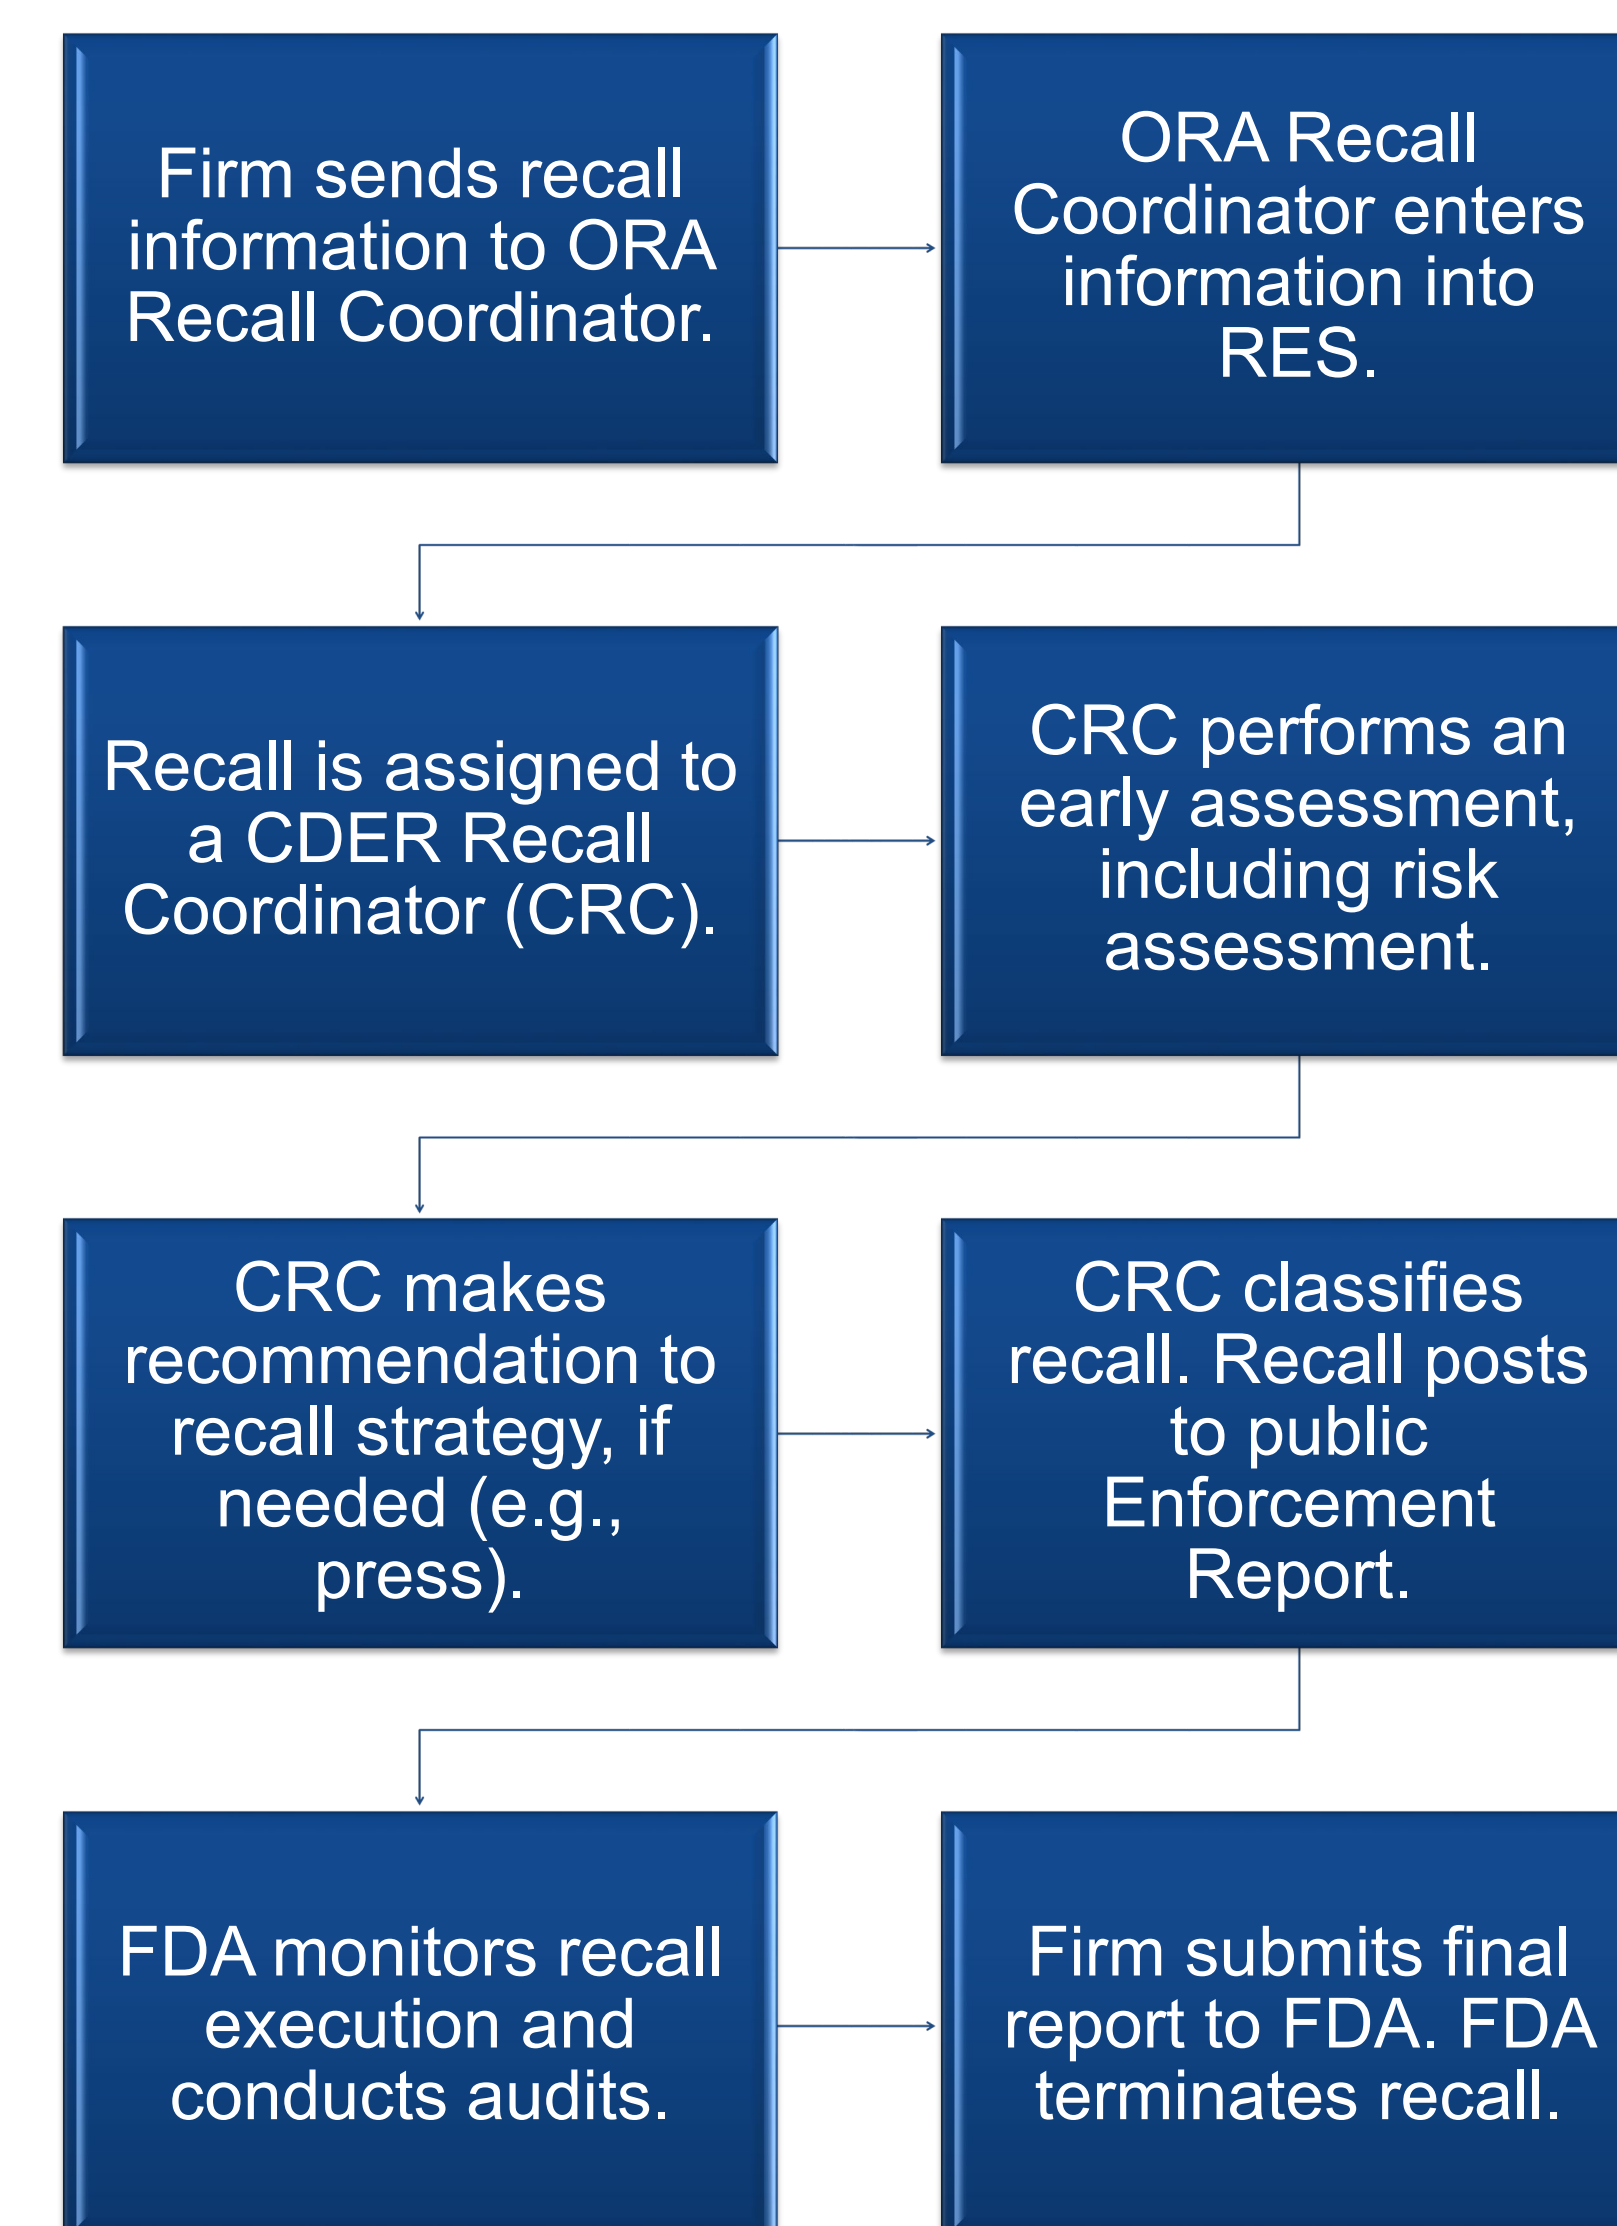 Firm sends recall
information to ORA
Recall Coordinator.
ORA Recall
Coordinator enters
information into
RES.
Recall is assigned to
a CDER Recall
Coordinator (CRC).
CRC performs an
early assessment,
including risk
assessment.
CRC makes
recommendation to
recall strategy, if
needed (e.g.,
press).
CRC classifies
recall. Recall posts
to public
Enforcement
Report.
FDA monitors recall
execution and
conducts audits.
Firm submits final
report to FDA. FDA
terminates recall.